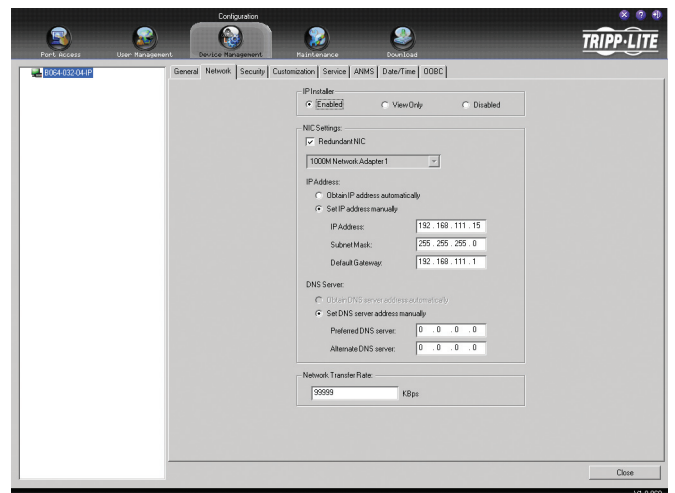 Configuration
Port Access
User Management
Device Management
Maintenance
Download
TRIPP·LITE
B064-032-04-IP
General Network Security Customization Service ANMS Date/Time OOBC
IP Installer
Enabled View Only Disabled
NIC Settings:
Redundant NIC
1000M Network Adapter 1
IP Address:
Obtain IP address automatically
Set IP address manually
IP Address: 192 . 168 . 111 . 15
Subnet Mask: 255 . 255 . 255 . 0
Default Gateway: 192 . 168 . 111 . 1
DNS Server:
Obtain DNS server address automatically
Set DNS server address manually
Preferred DNS server: 0 . 0 . 0 . 0
Alternate DNS server: 0 . 0 . 0 . 0
Network Transfer Rate:
99999 KBps
Close